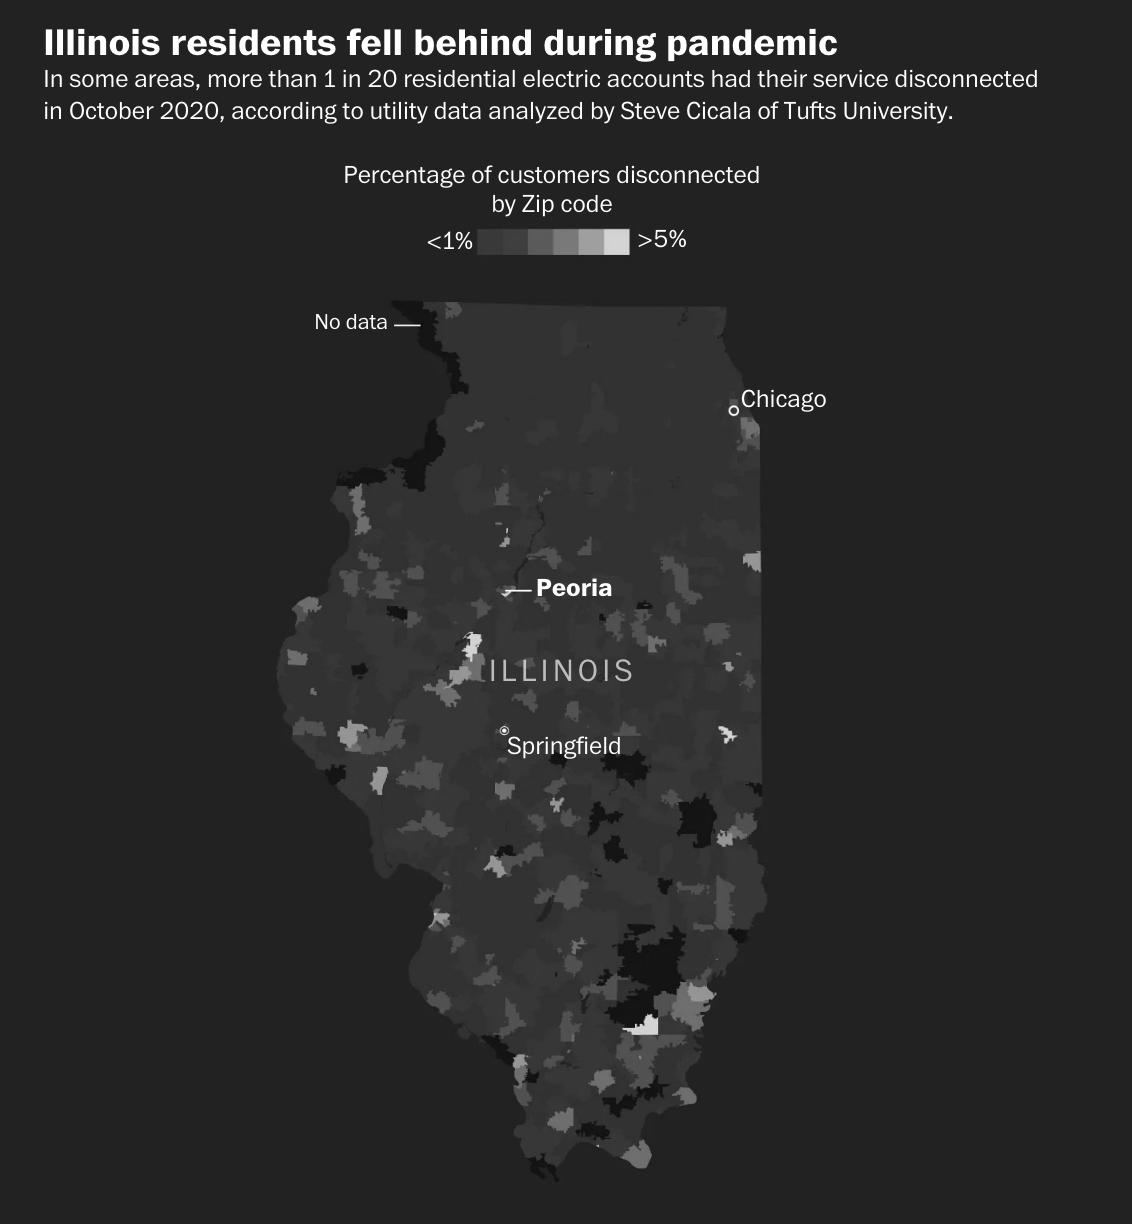 Illinois residents fell behind during pandemic
In some areas, more than 1 in 20 residential electric accounts had their service disconnected
in October 2020, according to utility data analyzed by Steve Cicala of Tufts University.
Percentage of customers disconnected
by Zip code
<1% >5%
No data
Chicago
Peoria
ILLINOIS
Springfield